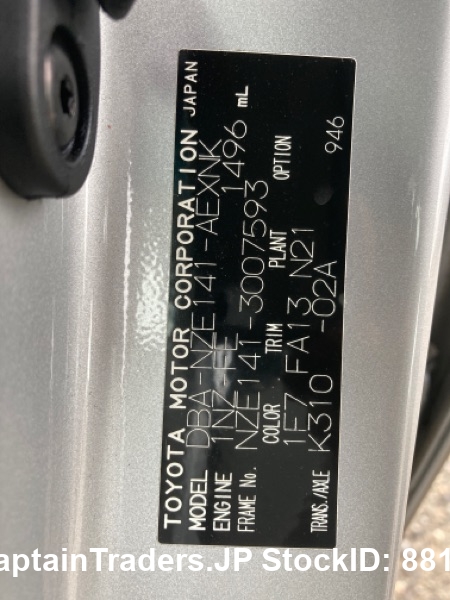 TOYOTA MOTOR CORPORATION JAPAN
MODEL DBA-NZE141-AEXNK
ENGINE 1NZ-FE 1496 mL
FRAME No. NZE141-3007593
COLOR TRIM PLANT OPTION
1F7 FA13 N21 946
TRANS./AXLE K310 -02A
aptainTraders.JP StockID: 881